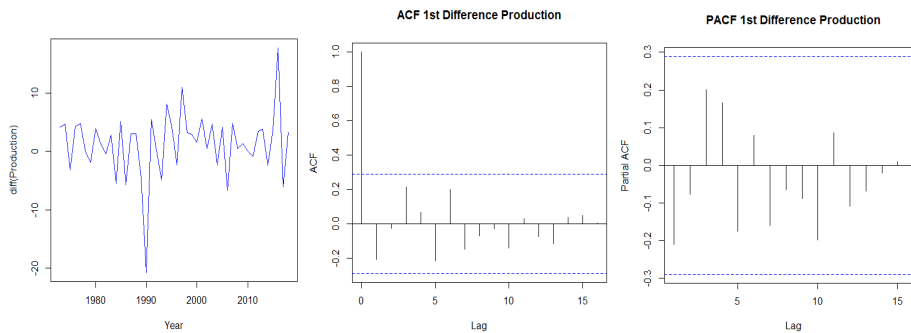 diff(Production)
10
0
-10
-20
1980 1990 2000 2010
Year
ACF 1st Difference Production
ACF
1.0
0.8
0.6
0.4
0.2
0.0
-0.2
0 5 10 15
Lag
PACF 1st Difference Production
Partial ACF
0.3
0.2
0.1
0.0
-0.1
-0.2
-0.3
5 10 15
Lag